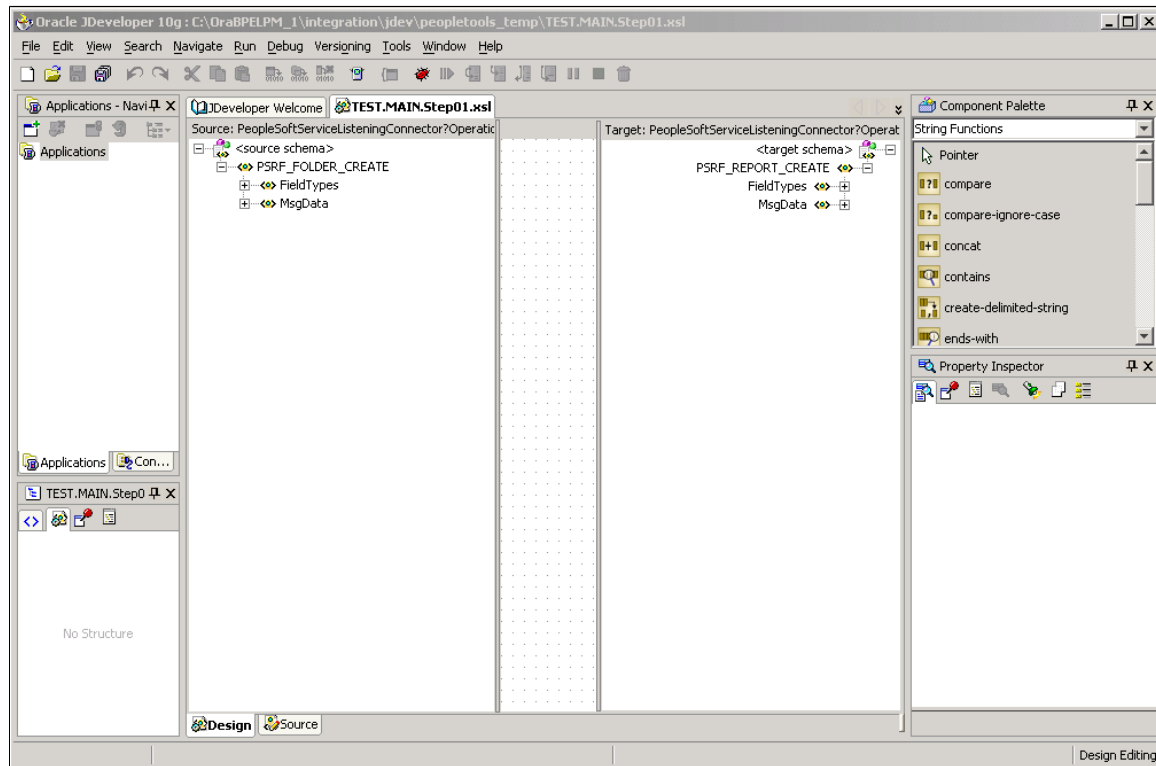 Oracle JDeveloper 10g : C:\OraBPELPM_1\integration\jdev\peopletools_temp\TEST.MAIN.Step01.xsl
File Edit View Search Navigate Run Debug Versioning Tools Window Help
Applications - Navi
Applications
Applications
Con...
TEST.MAIN.Step0
No Structure
JDeveloper Welcome
TEST.MAIN.Step01.xsl
Source: PeopleSoftServiceListeningConnector?Operatic
<source schema>
PSRF_FOLDER_CREATE
FieldTypes
MsgData
Target: PeopleSoftServiceListeningConnector?Operat
<target schema>
PSRF_REPORT_CREATE
FieldTypes
MsgData
Design
Source
Component Palette
String Functions
Pointer
compare
compare-ignore-case
concat
contains
create-delimited-string
ends-with
Property Inspector
Design Editing